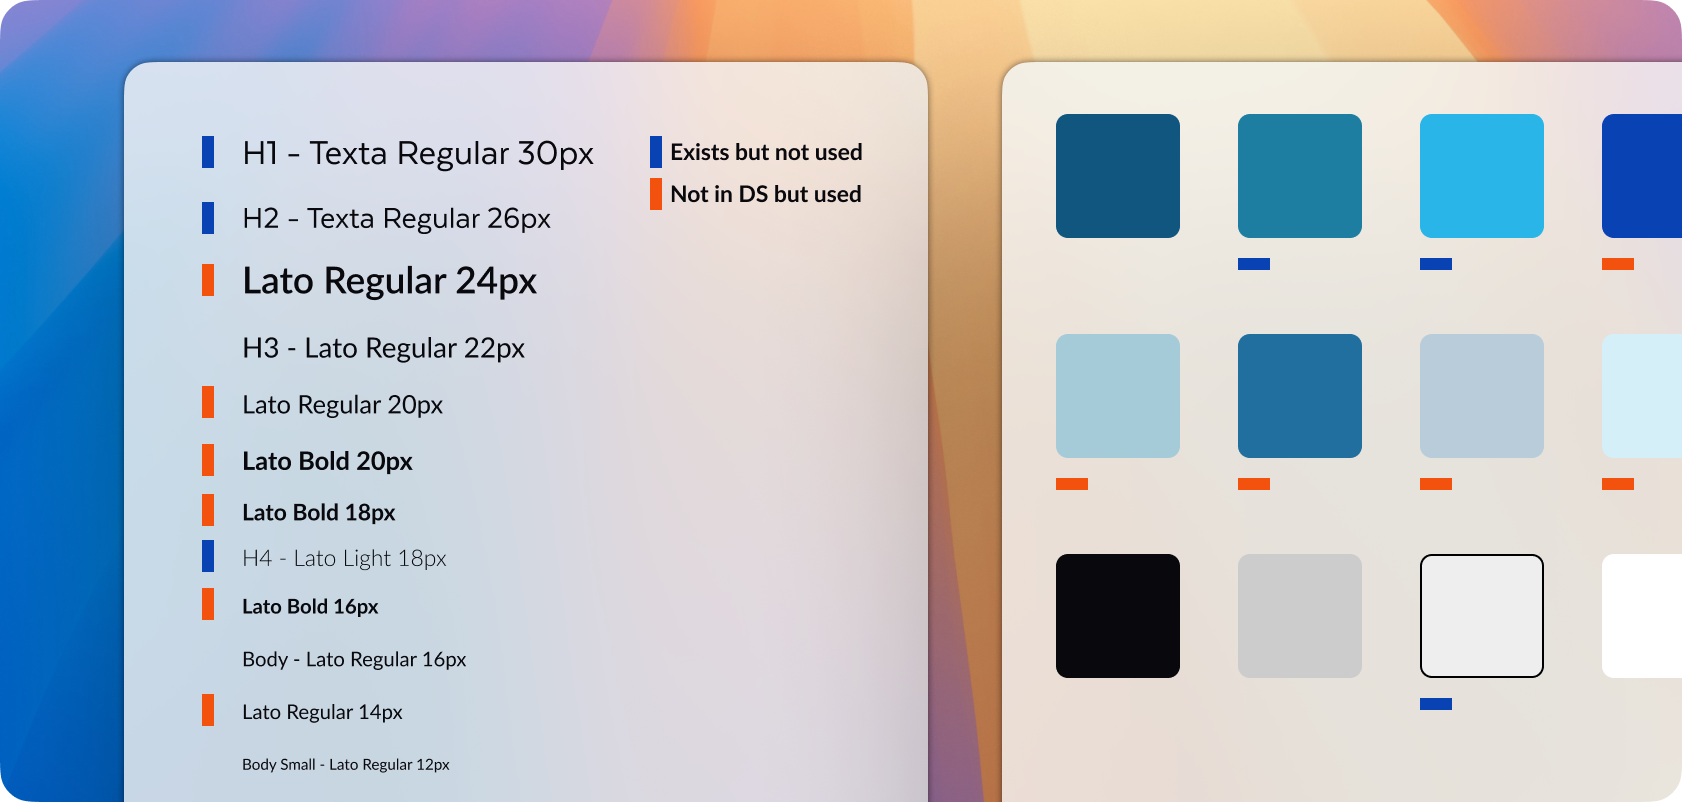 H1 - Texta Regular 30px
H2 - Texta Regular 26px
Lato Regular 24px
H3 - Lato Regular 22px
Lato Regular 20px
Lato Bold 20px
Lato Bold 18px
H4 - Lato Light 18px
Lato Bold 16px
Body - Lato Regular 16px
Lato Regular 14px
Body Small - Lato Regular 12px
Exists but not used
Not in DS but used